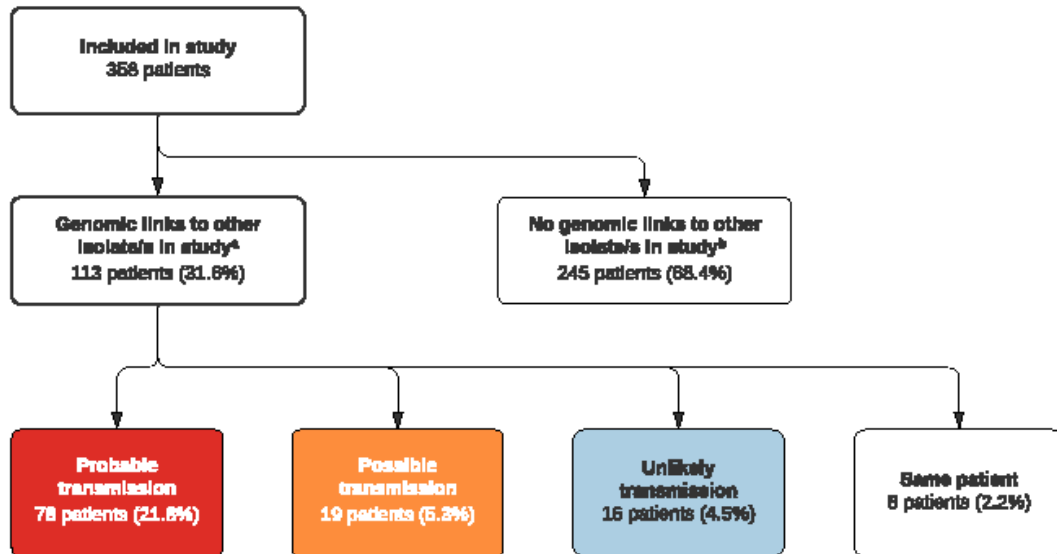 Included in study
358 patients
Genomic links to other
isolate/s in studyᵃ
113 patients (31.6%)
No genomic links to other
isolate/s in studyᵇ
245 patients (68.4%)
Probable
transmission
78 patients (21.8%)
Possible
transmission
19 patients (5.3%)
Unlikely
transmission
16 patients (4.5%)
Same patient
8 patients (2.2%)